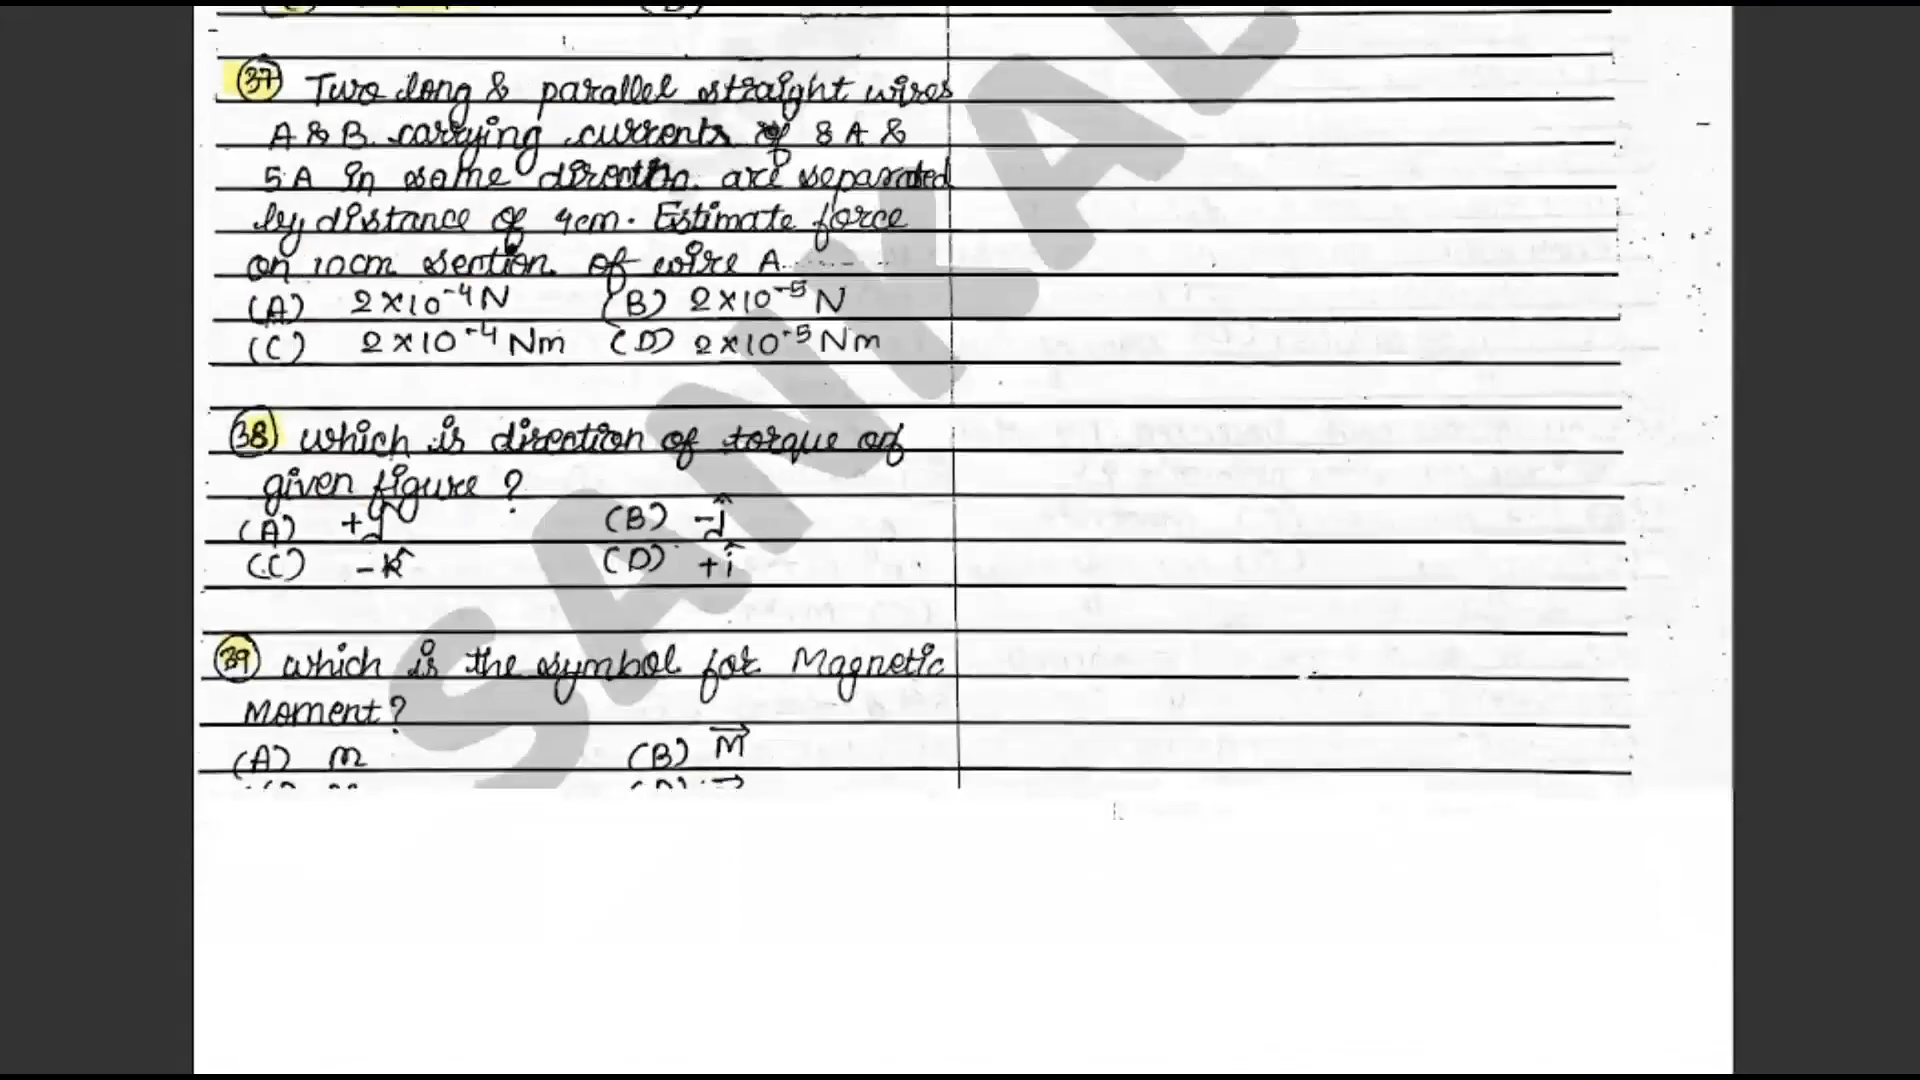 (37) Two long & parallel straight wires
A & B carrying currents of 8 A &
5 A in same direction are separated
by distance of 4cm. Estimate force
on 10cm section of wire A.
(A) 2×10⁻⁴ N (B) 2×10⁻⁵ N
(C) 2×10⁻⁴ Nm (D) 2×10⁻⁵ Nm
(38) which is direction of torque of
given figure ?
(A) +ĵ (B) -ĵ
(C) -k̂ (D) +î
(39) which is the symbol for Magnetic
Moment ?
(A) m (B) M⃗
SANKAL